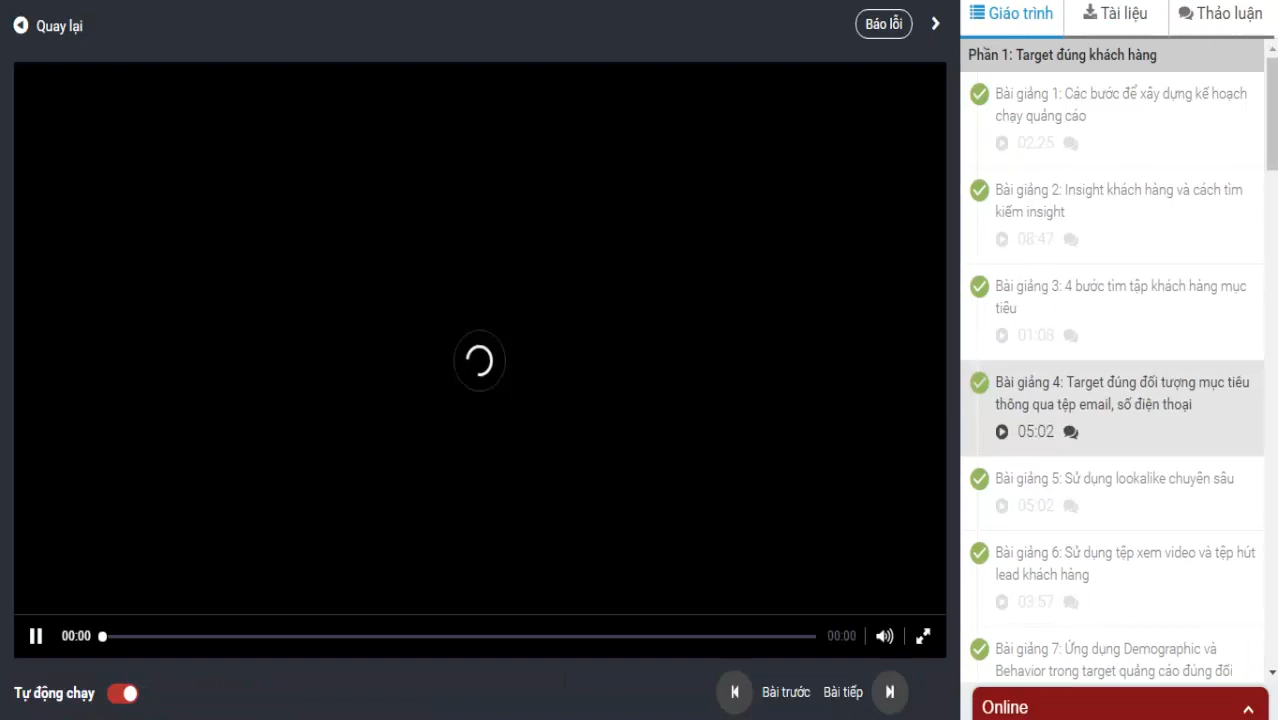 Quay lại
Báo lỗi
Giáo trình
Tài liệu
Thảo luận
Phần 1: Target đúng khách hàng
Bài giảng 1: Các bước để xây dựng kế hoạch
chạy quảng cáo
02:25
Bài giảng 2: Insight khách hàng và cách tìm
kiếm insight
08:47
Bài giảng 3: 4 bước tìm tập khách hàng mục
tiêu
01:08
Bài giảng 4: Target đúng đối tượng mục tiêu
thông qua tệp email, số điện thoại
05:02
Bài giảng 5: Sử dụng lookalike chuyên sâu
05:02
Bài giảng 6: Sử dụng tệp xem video và tệp hút
lead khách hàng
03:57
Bài giảng 7: Ứng dụng Demographic và
Behavior trong target quảng cáo đúng đối
00:00
00:00
Tự động chạy
Bài trước
Bài tiếp
Online